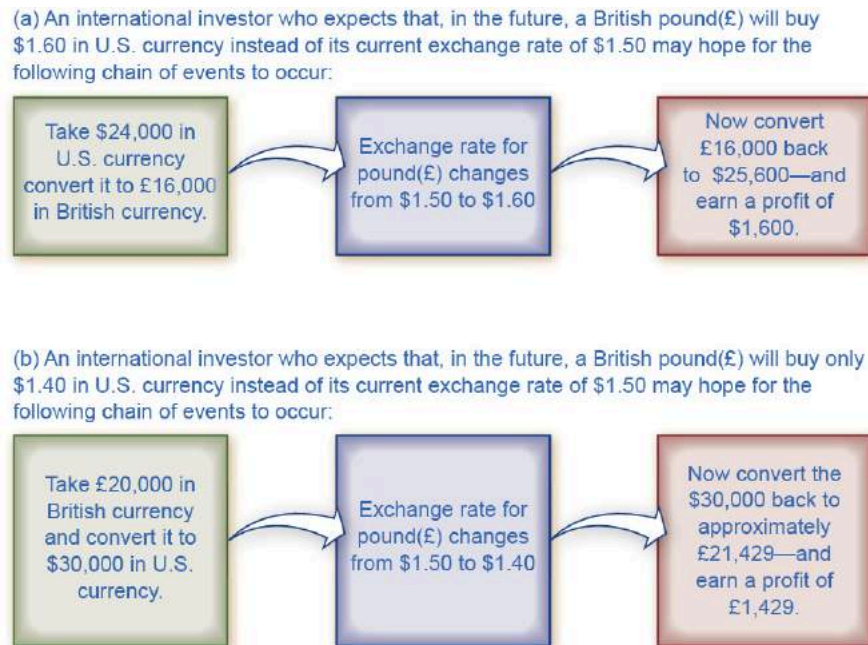 (a) An international investor who expects that, in the future, a British pound(£) will buy
$1.60 in U.S. currency instead of its current exchange rate of $1.50 may hope for the
following chain of events to occur:
Take $24,000 in
U.S. currency
convert it to £16,000
in British currency.
Exchange rate for
pound(£) changes
from $1.50 to $1.60
Now convert
£16,000 back
to $25,600—and
earn a profit of
$1,600.
(b) An international investor who expects that, in the future, a British pound(£) will buy only
$1.40 in U.S. currency instead of its current exchange rate of $1.50 may hope for the
following chain of events to occur:
Take £20,000 in
British currency
and convert it to
$30,000 in U.S.
currency.
Exchange rate for
pound(£) changes
from $1.50 to $1.40
Now convert the
$30,000 back to
approximately
£21,429—and
earn a profit of
£1,429.